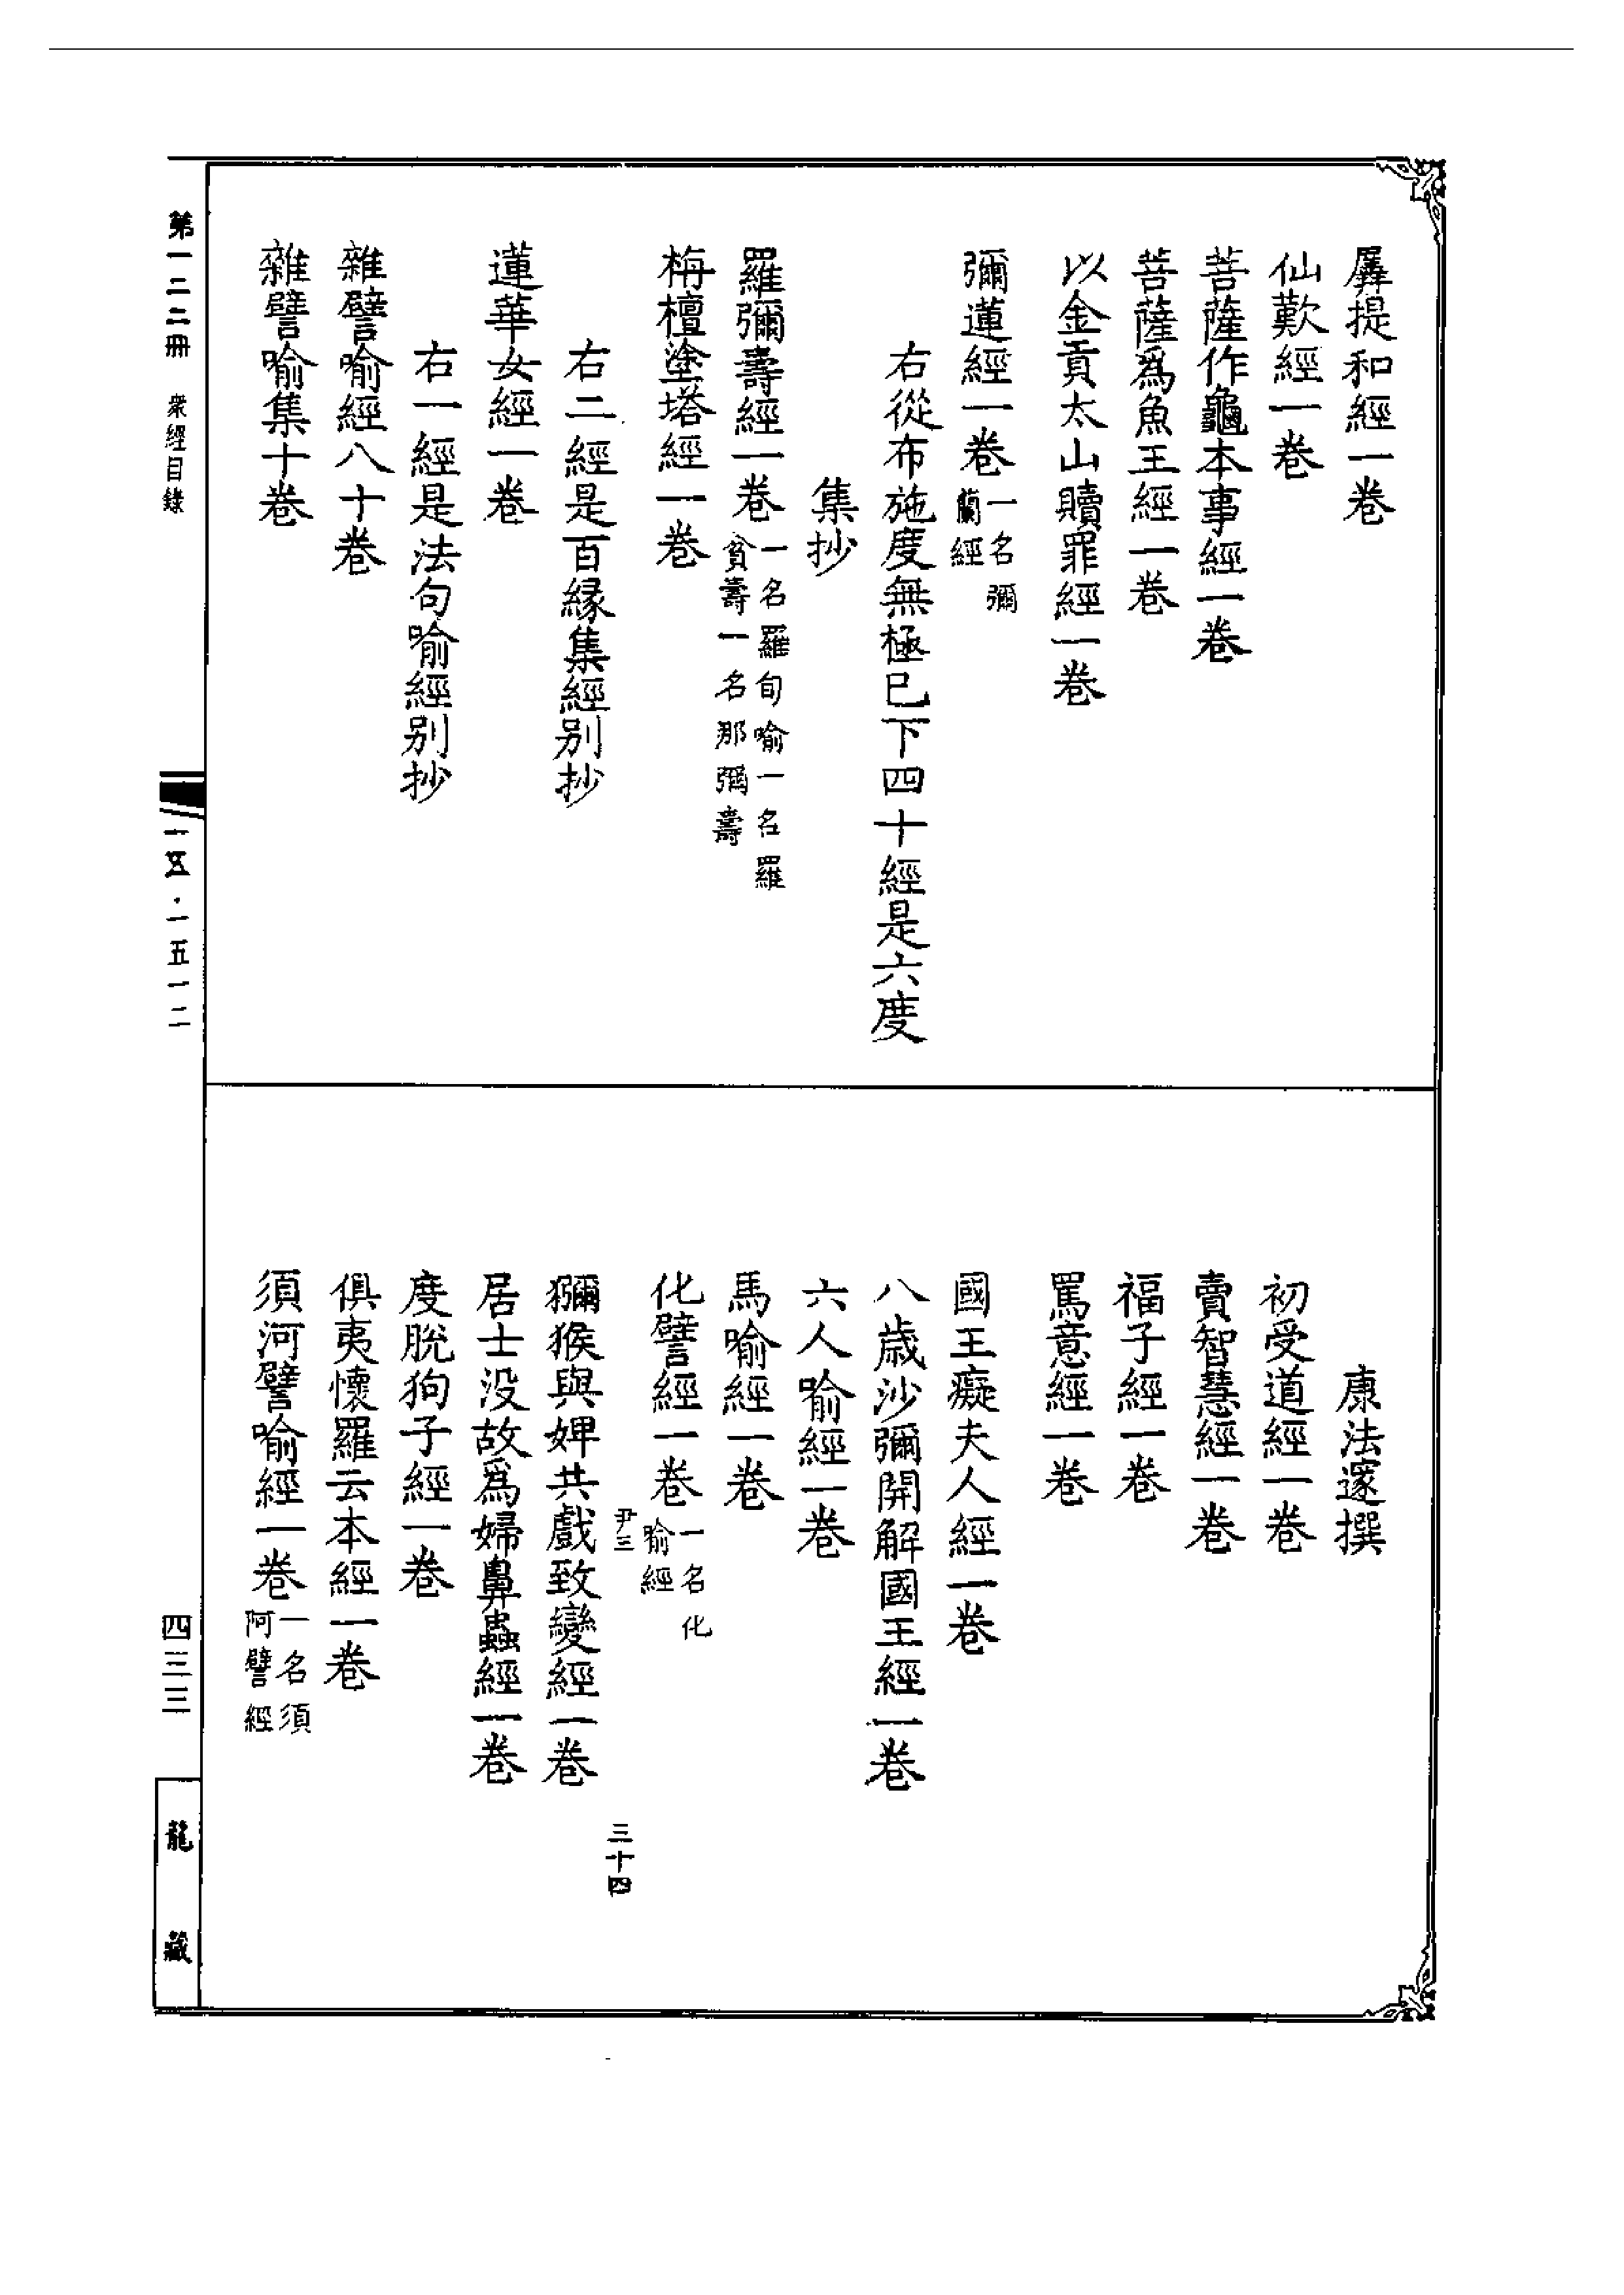 羼提和經一卷
仙歎經一卷
菩薩作龜本事經一卷
菩薩爲魚王經一卷
以金貢太山贖罪經一卷
彌蓮經一卷一名彌蘭經
右從布施度無極已下四十經是六度
集抄
羅彌壽經一卷一名羅旬喻一名羅貧壽一名那彌壽
栴檀塗塔經一卷
右二經是百緣集經别抄
蓮華女經一卷
右一經是法句喻經别抄
雜譬喻經八十卷
雜譬喻集十卷
康法邃撰
初受道經一卷
賣智慧經一卷
福子經一卷
罵意經一卷
國王癡夫人經一卷
八歲沙彌開解國王經一卷
六人喻經一卷
馬喻經一卷
化譬經一卷一名化喻經
尹三
三十四
獼猴與婢共戲致變經一卷
居士没故爲婦鼻蟲經一卷
度脫狗子經一卷
俱夷懷羅云本經一卷
須河譬喻經一卷一名須阿譬經
第一二二冊
衆經目錄
一五·一五一二
四三三
龍藏